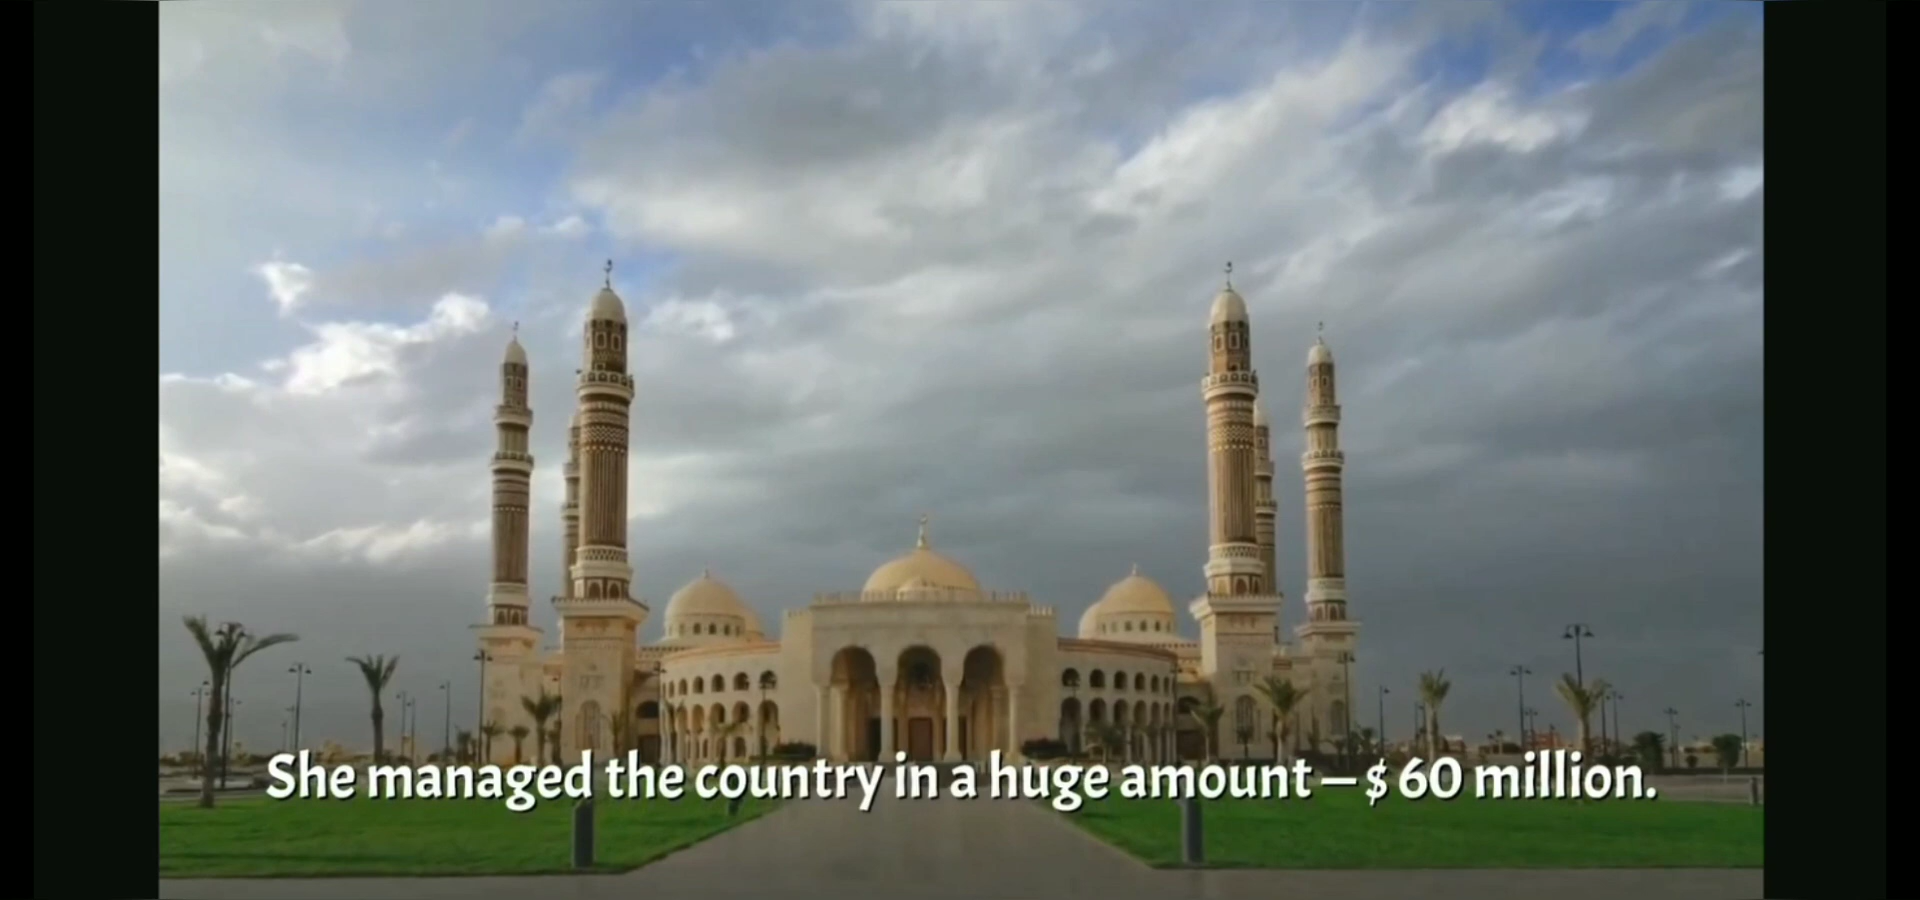 She managed the country in a huge amount – $ 60 million.